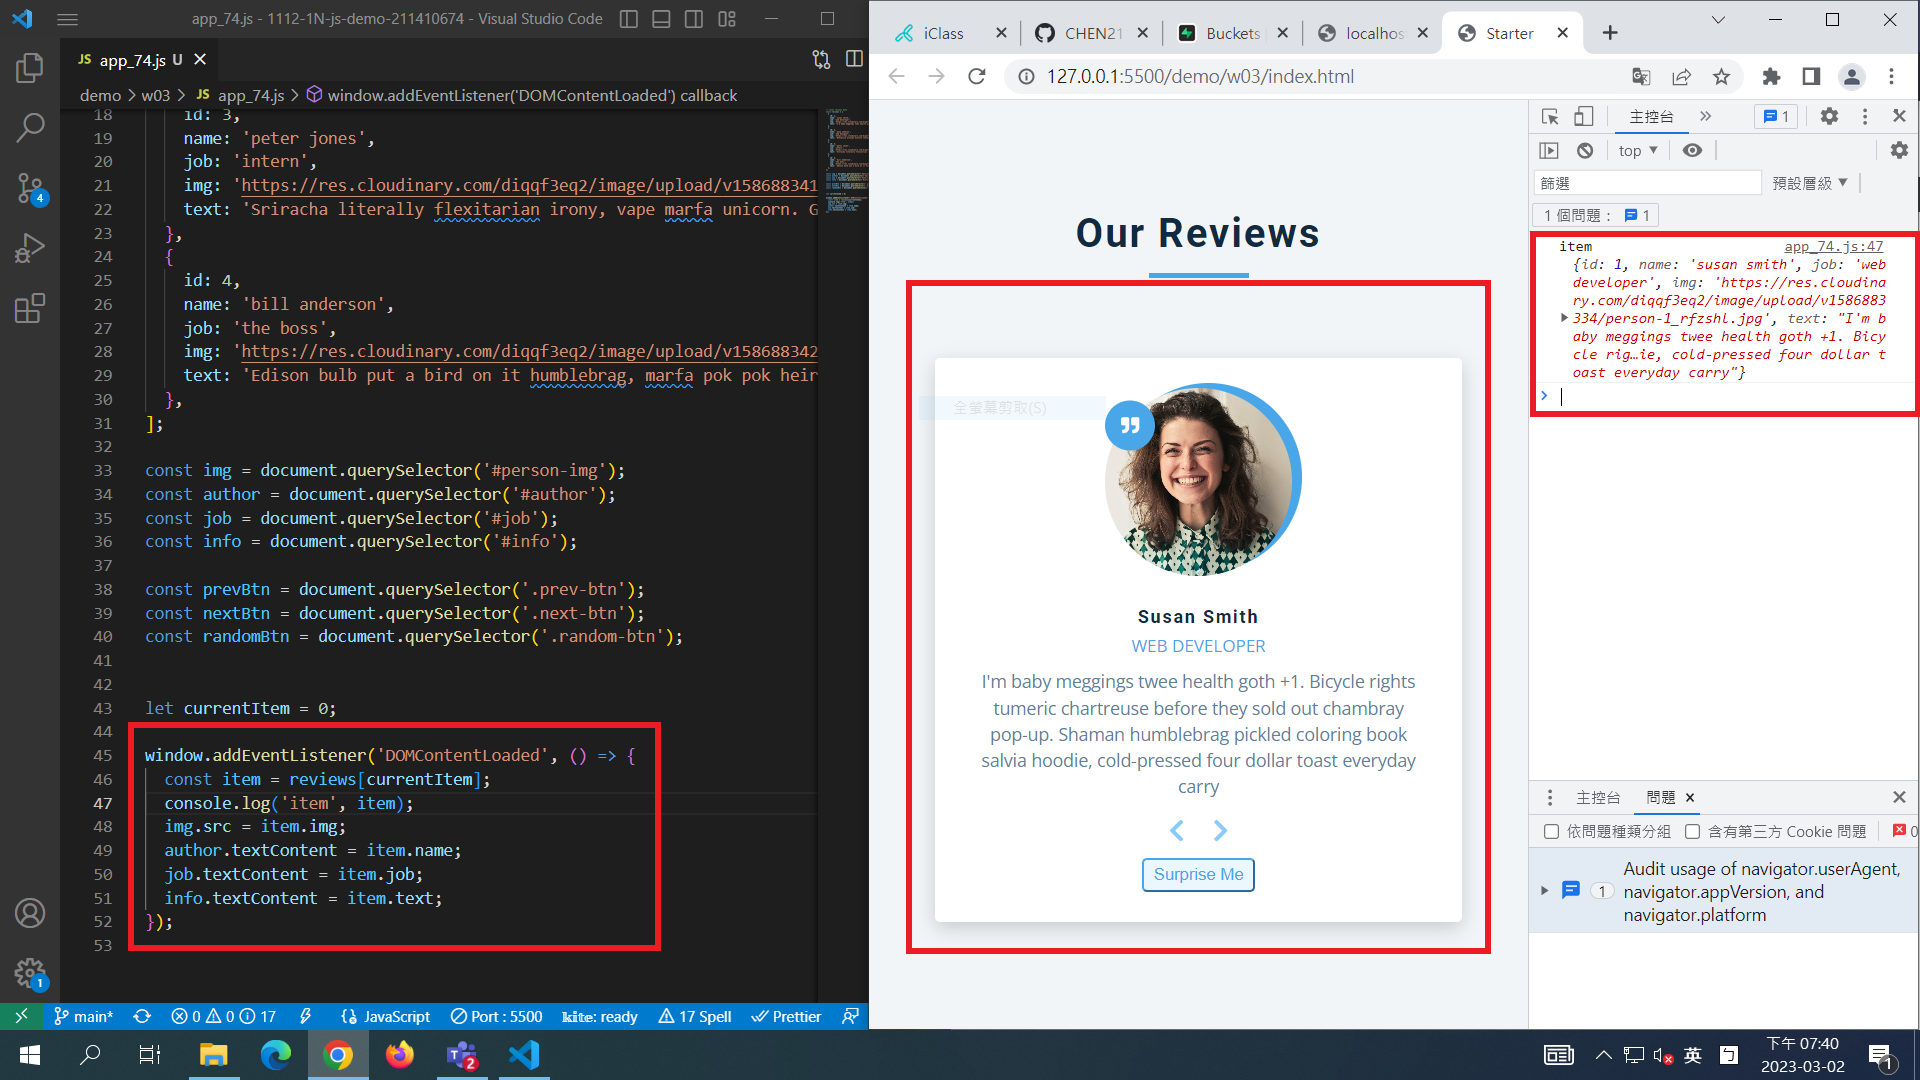 app_74.js - 1112-1N-js-demo-211410674 - Visual Studio Code
JS app_74.js U
demo > w03 > JS app_74.js > window.addEventListener('DOMContentLoaded') callback
18 id: 3,
19 name: 'peter jones',
20 job: 'intern',
21 img: 'https://res.cloudinary.com/diqqf3eq2/image/upload/v158688341
22 text: 'Sriracha literally flexitarian irony, vape marfa unicorn. G
23 },
24 {
25 id: 4,
26 name: 'bill anderson',
27 job: 'the boss',
28 img: 'https://res.cloudinary.com/diqqf3eq2/image/upload/v158688342
29 text: 'Edison bulb put a bird on it humblebrag, marfa pok pok heir
30 },
31 ];
32
33 const img = document.querySelector('#person-img');
34 const author = document.querySelector('#author');
35 const job = document.querySelector('#job');
36 const info = document.querySelector('#info');
37
38 const prevBtn = document.querySelector('.prev-btn');
39 const nextBtn = document.querySelector('.next-btn');
40 const randomBtn = document.querySelector('.random-btn');
41
42
43 let currentItem = 0;
44
45 window.addEventListener('DOMContentLoaded', () => {
46 const item = reviews[currentItem];
47 console.log('item', item);
48 img.src = item.img;
49 author.textContent = item.name;
50 job.textContent = item.job;
51 info.textContent = item.text;
52 });
53
4
1
main* 0 0 17 JavaScript Port : 5500 kite: ready 17 Spell Prettier
iClass CHEN21 Buckets localhos Starter
127.0.0.1:5500/demo/w03/index.html
Our Reviews
全螢幕剪取(S)
Susan Smith
WEB DEVELOPER
I'm baby meggings twee health goth +1. Bicycle rights
tumeric chartreuse before they sold out chambray
pop-up. Shaman humblebrag pickled coloring book
salvia hoodie, cold-pressed four dollar toast everyday
carry
Surprise Me
主控台 1
top
篩選 預設層級
1 個問題： 1
item app_74.js:47
{id: 1, name: 'susan smith', job: 'web
developer', img: 'https://res.cloudina
ry.com/diqqf3eq2/image/upload/v1586883
334/person-1_rfzshl.jpg', text: "I'm b
aby meggings twee health goth +1. Bicy
cle rig…ie, cold-pressed four dollar t
oast everyday carry"}
主控台 問題
依問題種類分組 含有第三方 Cookie 問題 0
1 Audit usage of navigator.userAgent,
navigator.appVersion, and
navigator.platform
2
英 ㄅ
下午 07:40
2023-03-02
1